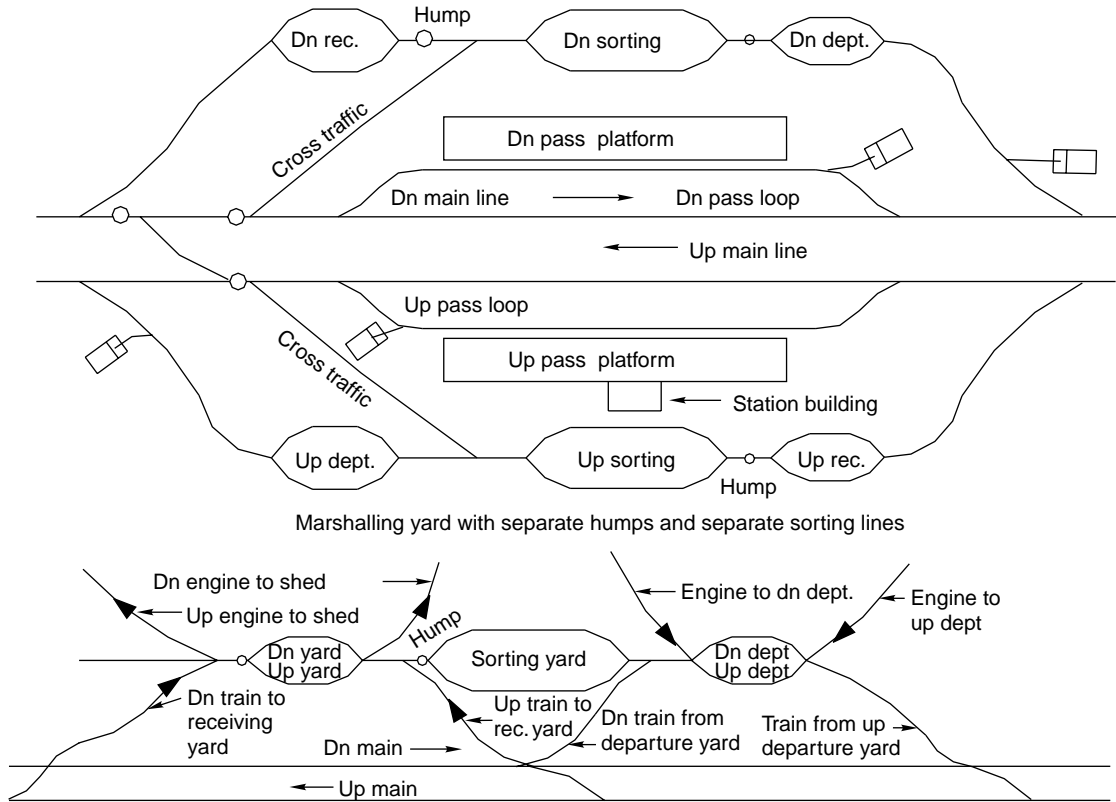 Hump
Dn rec.
Dn sorting
Dn dept.
Cross traffic
Dn pass platform
Dn main line
Dn pass loop
Up main line
Up pass loop
Cross traffic
Up pass platform
Station building
Up dept.
Up sorting
Up rec.
Hump
Marshalling yard with separate humps and separate sorting lines
Dn engine to shed
Up engine to shed
Hump
Engine to dn dept.
Engine to
up dept
Dn yard
Up yard
Sorting yard
Dn dept
Up dept
Dn train to
receiving
yard
Up train to
rec. yard
Dn train from
departure yard
Train from up
departure yard
Dn main
Up main